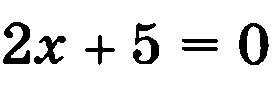 2x + 5 = 0